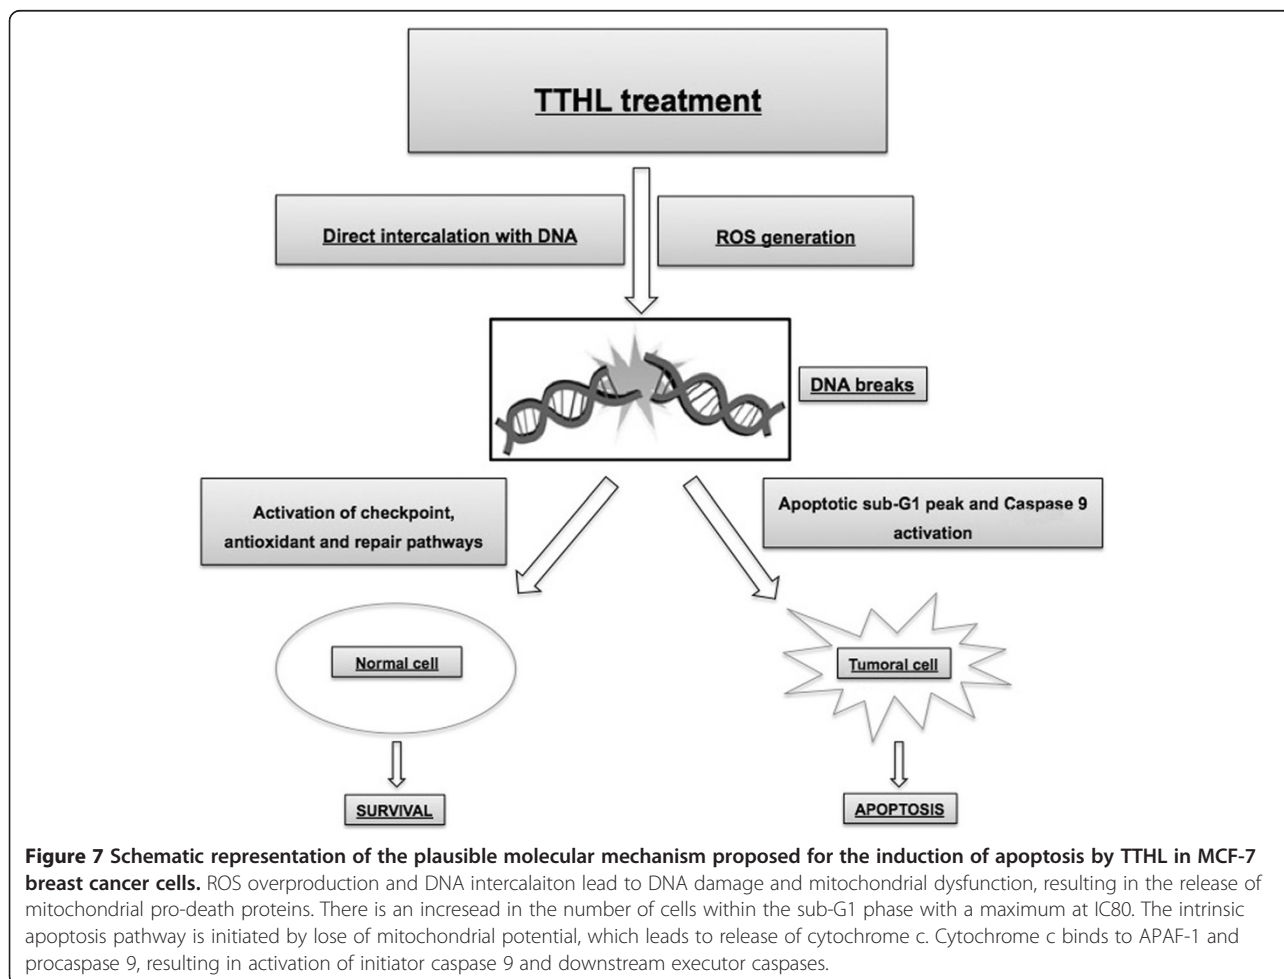 TTHL treatment
Direct intercalation with DNA
ROS generation
DNA breaks
Activation of checkpoint,
antioxidant and repair pathways
Apoptotic sub-G1 peak and Caspase 9
activation
Normal cell
Tumoral cell
SURVIVAL
APOPTOSIS
Figure 7 Schematic representation of the plausible molecular mechanism proposed for the induction of apoptosis by TTHL in MCF-7
breast cancer cells. ROS overproduction and DNA intercalaiton lead to DNA damage and mitochondrial dysfunction, resulting in the release of
mitochondrial pro-death proteins. There is an incresead in the number of cells within the sub-G1 phase with a maximum at IC80. The intrinsic
apoptosis pathway is initiated by lose of mitochondrial potential, which leads to release of cytochrome c. Cytochrome c binds to APAF-1 and
procaspase 9, resulting in activation of initiator caspase 9 and downstream executor caspases.